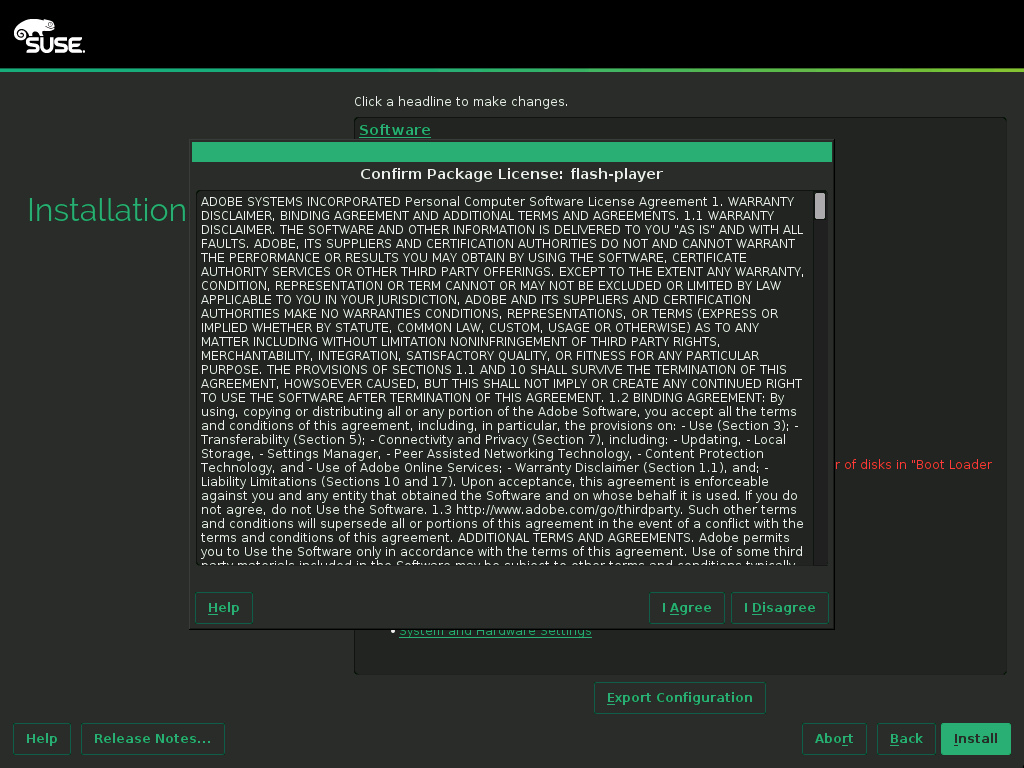 SUSE.
Click a headline to make changes.
Software
Installation
Confirm Package License: flash-player
ADOBE SYSTEMS INCORPORATED Personal Computer Software License Agreement 1. WARRANTY
DISCLAIMER, BINDING AGREEMENT AND ADDITIONAL TERMS AND AGREEMENTS. 1.1 WARRANTY
DISCLAIMER. THE SOFTWARE AND OTHER INFORMATION IS DELIVERED TO YOU "AS IS" AND WITH ALL
FAULTS. ADOBE, ITS SUPPLIERS AND CERTIFICATION AUTHORITIES DO NOT AND CANNOT WARRANT
THE PERFORMANCE OR RESULTS YOU MAY OBTAIN BY USING THE SOFTWARE, CERTIFICATE
AUTHORITY SERVICES OR OTHER THIRD PARTY OFFERINGS. EXCEPT TO THE EXTENT ANY WARRANTY,
CONDITION, REPRESENTATION OR TERM CANNOT OR MAY NOT BE EXCLUDED OR LIMITED BY LAW
APPLICABLE TO YOU IN YOUR JURISDICTION, ADOBE AND ITS SUPPLIERS AND CERTIFICATION
AUTHORITIES MAKE NO WARRANTIES CONDITIONS, REPRESENTATIONS, OR TERMS (EXPRESS OR
IMPLIED WHETHER BY STATUTE, COMMON LAW, CUSTOM, USAGE OR OTHERWISE) AS TO ANY
MATTER INCLUDING WITHOUT LIMITATION NONINFRINGEMENT OF THIRD PARTY RIGHTS,
MERCHANTABILITY, INTEGRATION, SATISFACTORY QUALITY, OR FITNESS FOR ANY PARTICULAR
PURPOSE. THE PROVISIONS OF SECTIONS 1.1 AND 10 SHALL SURVIVE THE TERMINATION OF THIS
AGREEMENT, HOWSOEVER CAUSED, BUT THIS SHALL NOT IMPLY OR CREATE ANY CONTINUED RIGHT
TO USE THE SOFTWARE AFTER TERMINATION OF THIS AGREEMENT. 1.2 BINDING AGREEMENT: By
using, copying or distributing all or any portion of the Adobe Software, you accept all the terms
and conditions of this agreement, including, in particular, the provisions on: - Use (Section 3); -
Transferability (Section 5); - Connectivity and Privacy (Section 7), including: - Updating, - Local
Storage, - Settings Manager, - Peer Assisted Networking Technology, - Content Protection
Technology, and - Use of Adobe Online Services; - Warranty Disclaimer (Section 1.1), and; -
Liability Limitations (Sections 10 and 17). Upon acceptance, this agreement is enforceable
against you and any entity that obtained the Software and on whose behalf it is used. If you do
not agree, do not Use the Software. 1.3 http://www.adobe.com/go/thirdparty. Such other terms
and conditions will supersede all or portions of this agreement in the event of a conflict with the
terms and conditions of this agreement. ADDITIONAL TERMS AND AGREEMENTS. Adobe permits
you to Use the Software only in accordance with the terms of this agreement. Use of some third
party materials included in the Software may be subject to other terms and conditions typically
r of disks in "Boot Loader
Help
I Agree
I Disagree
• System and Hardware Settings
Export Configuration
Help
Release Notes...
Abort
Back
Install